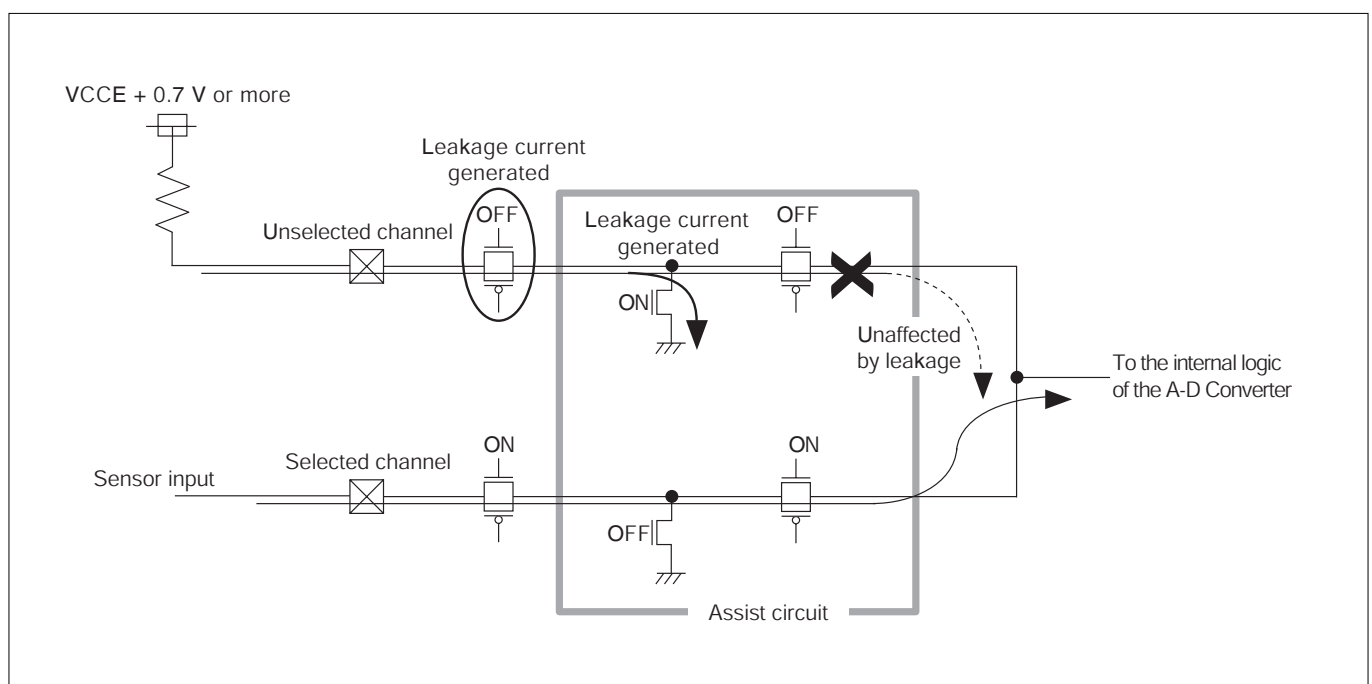 VCCE + 0.7 V or more
Leakage current
generated
OFF
Unselected channel
Leakage current
generated
OFF
ON
Unaffected
by leakage
To the internal logic
of the A-D Converter
ON
Selected channel
ON
Sensor input
OFF
Assist circuit